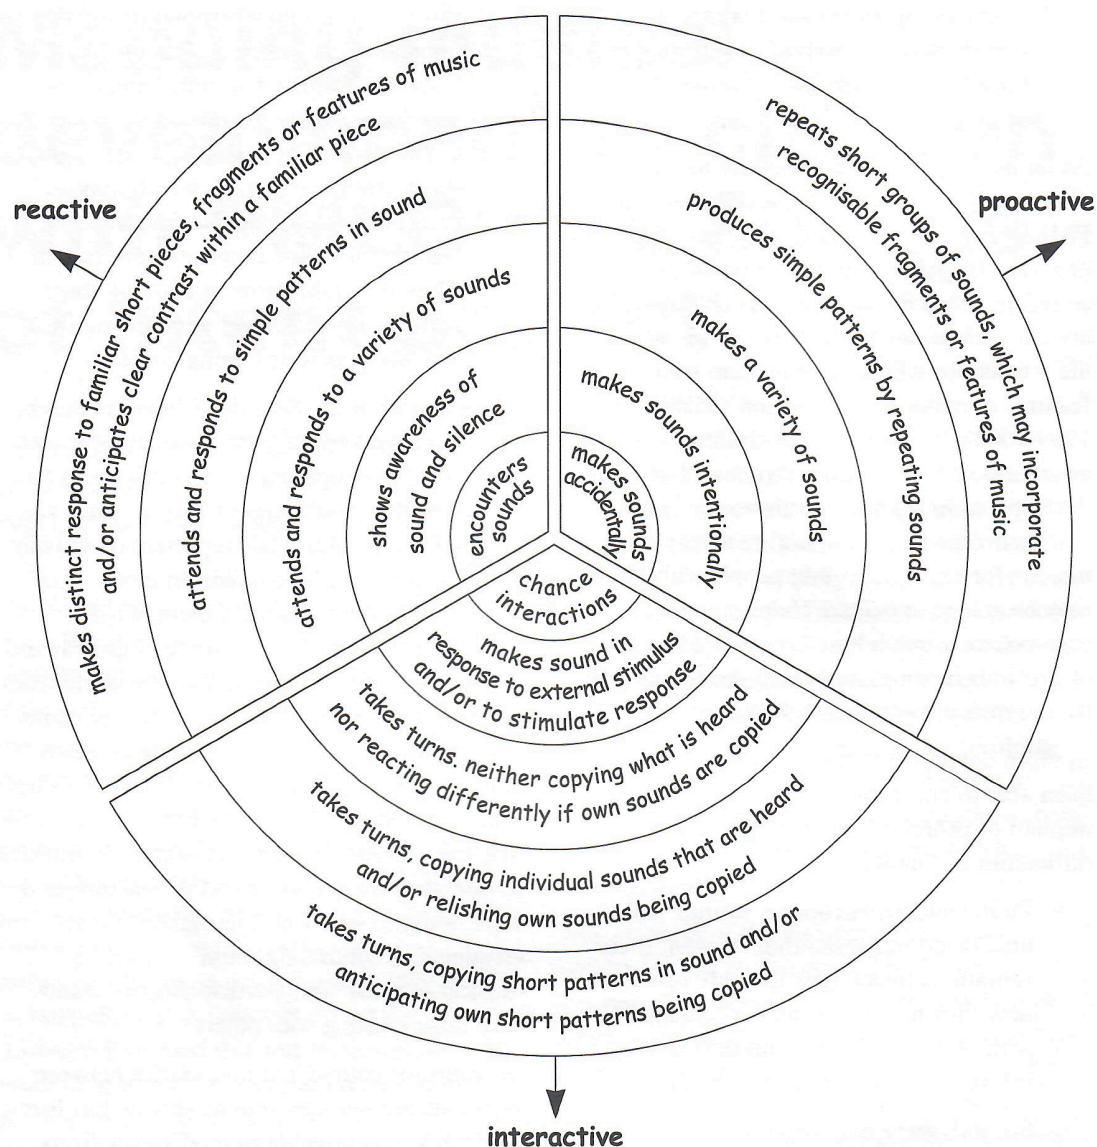 reactive
makes distinct response to familiar short pieces, fragments or features of music
and/or anticipates clear contrast within a familiar piece
attends and responds to simple patterns in sound
attends and responds to a variety of sounds
shows awareness of
sound and silence
encounters
sounds
proactive
repeats short groups of sounds, which may incorporate
recognisable fragments or features of music
produces simple patterns by repeating sounds
makes a variety of sounds
makes sounds intentionally
makes sounds
accidentally
chance
interactions
makes sound in
response to external stimulus
and/or to stimulate response
takes turns. neither copying what is heard
nor reacting differently if own sounds are copied
takes turns, copying individual sounds that are heard
and/or relishing own sounds being copied
takes turns, copying short patterns in sound and/or
anticipating own short patterns being copied
interactive